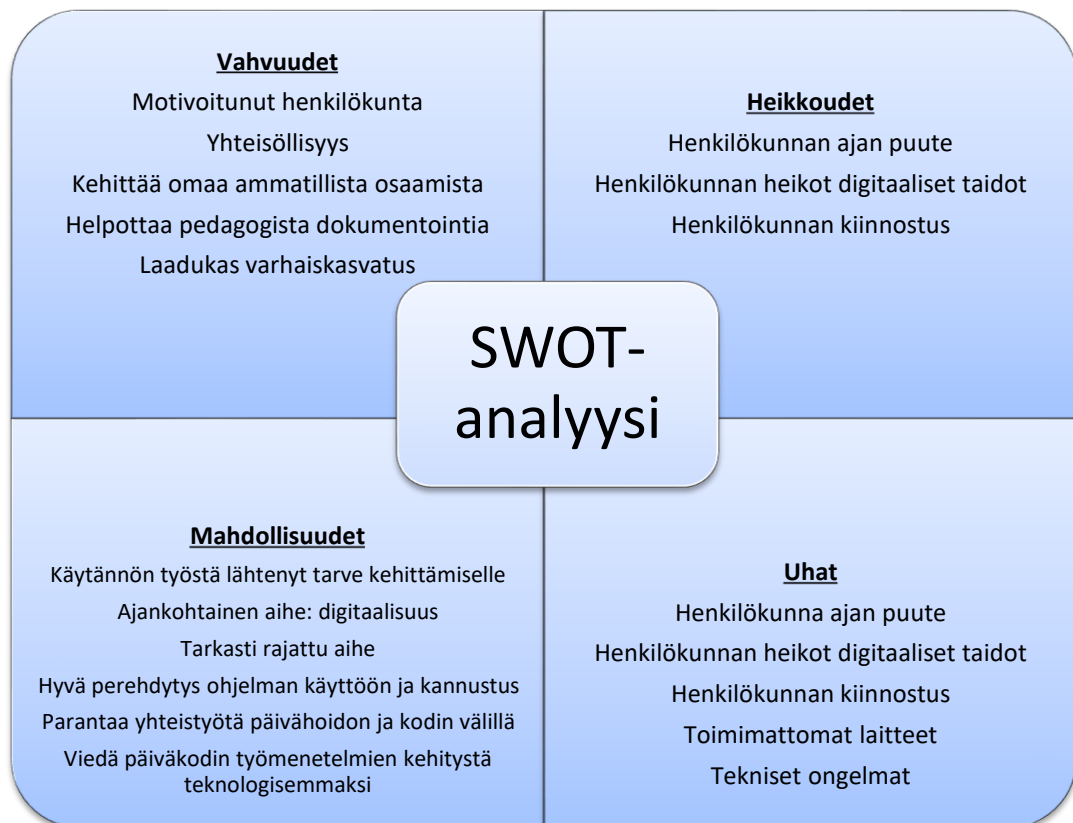 Vahvuudet
Motivoitunut henkilökunta
Yhteisöllisyys
Kehittää omaa ammatillista osaamista
Helpottaa pedagogista dokumentointia
Laadukas varhaiskasvatus
Heikkoudet
Henkilökunnan ajan puute
Henkilökunnan heikot digitaaliset taidot
Henkilökunnan kiinnostus
SWOT-
analyysi
Mahdollisuudet
Käytännön työstä lähtenyt tarve kehittämiselle
Ajankohtainen aihe: digitaalisuus
Tarkasti rajattu aihe
Hyvä perehdytys ohjelman käyttöön ja kannustus
Parantaa yhteistyötä päivähoidon ja kodin välillä
Viedä päiväkodin työmenetelmien kehitystä
teknologisemmaksi
Uhat
Henkilökunna ajan puute
Henkilökunnan heikot digitaaliset taidot
Henkilökunnan kiinnostus
Toimimattomat laitteet
Tekniset ongelmat